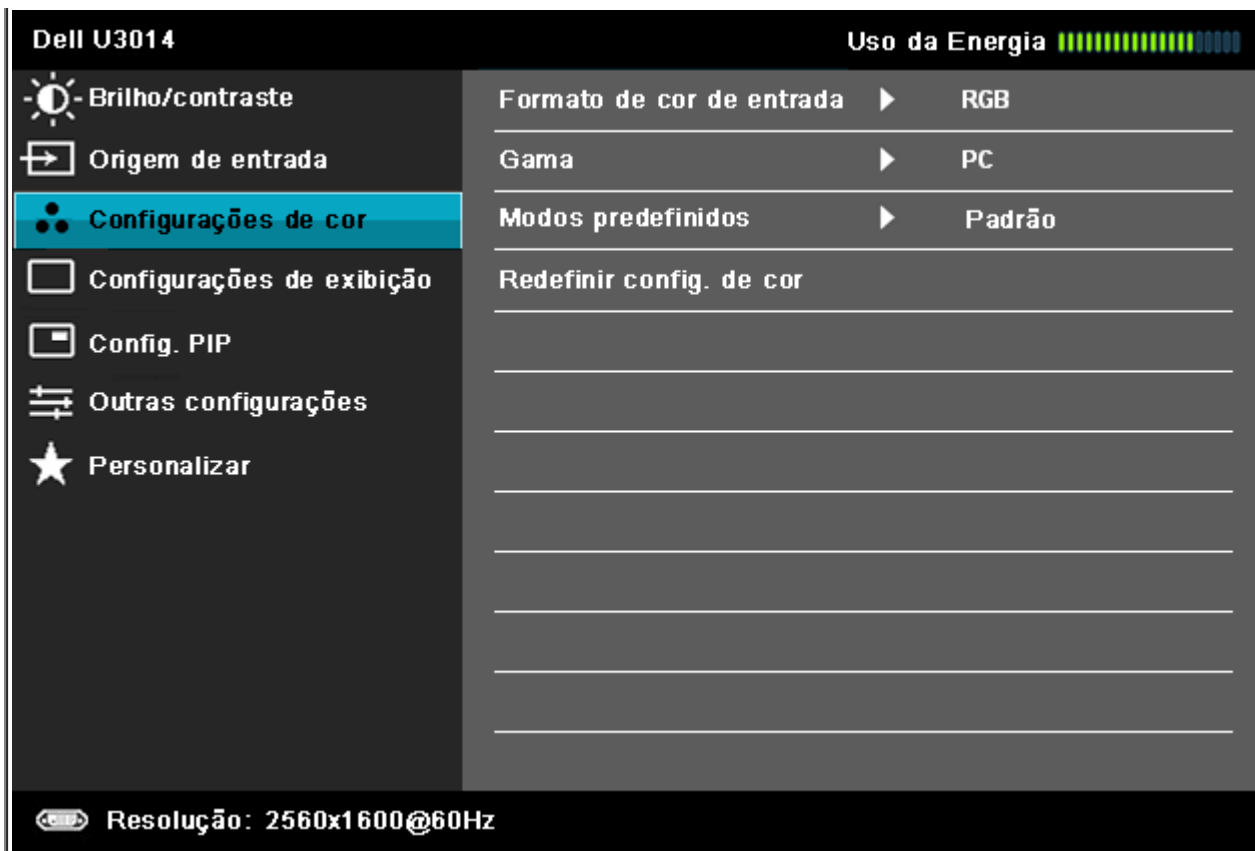 Dell U3014
Uso da Energia
Brilho/contraste
Origem de entrada
Configurações de cor
Configurações de exibição
Config. PIP
Outras configurações
Personalizar
Formato de cor de entrada RGB
Gama PC
Modos predefinidos Padrão
Redefinir config. de cor
Resolução: 2560x1600@60Hz